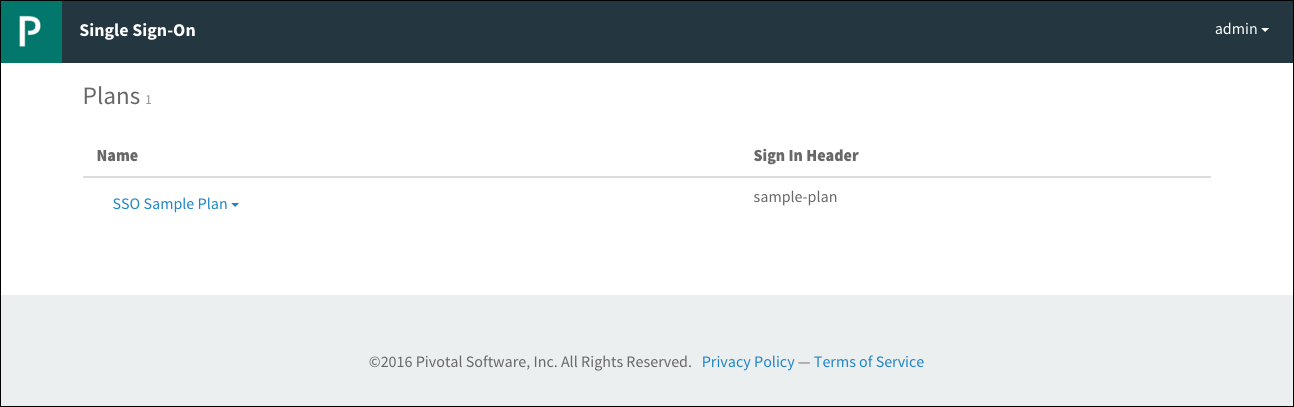 P Single Sign-On admin
Plans 1
Name Sign In Header
SSO Sample Plan sample-plan
©2016 Pivotal Software, Inc. All Rights Reserved. Privacy Policy — Terms of Service